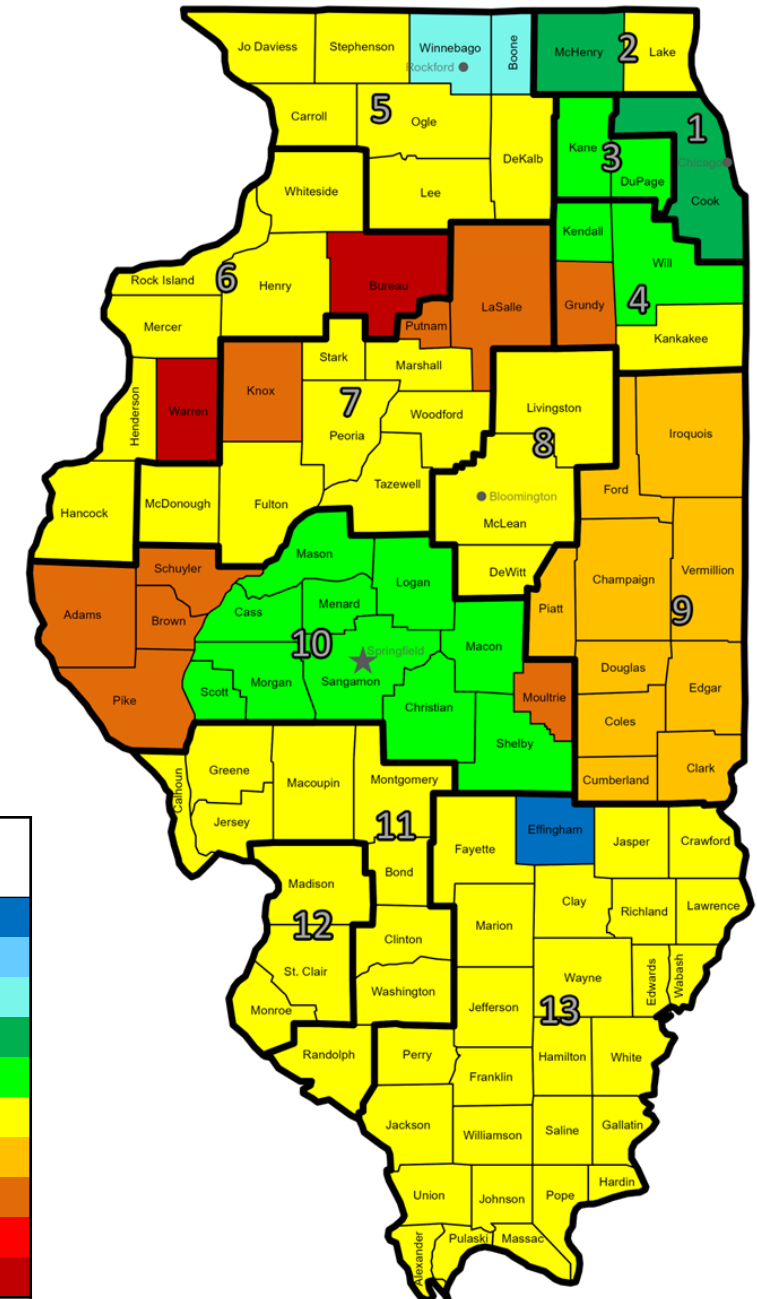 Jo Daviess
Stephenson
Winnebago
Boone
McHenry
2
Lake
Rockford
Carroll
5
Ogle
DeKalb
Kane
3
DuPage
1
Chicago
Cook
Whiteside
Lee
Kendall
Will
Rock Island
6
Henry
Bureau
LaSalle
Grundy
4
Mercer
Putnam
Kankakee
Stark
Marshall
Henderson
Warren
Knox
7
Woodford
Livingston
Iroquois
Peoria
8
Hancock
McDonough
Fulton
Tazewell
Bloomington
McLean
Ford
Mason
Schuyler
Logan
DeWitt
Champaign
Vermillion
Adams
Brown
Cass
Menard
Piatt
9
10
Springfield
Macon
Douglas
Pike
Scott
Morgan
Sangamon
Christian
Moultrie
Edgar
Coles
Shelby
Calhoun
Greene
Macoupin
Montgomery
Cumberland
Clark
Jersey
11
Fayette
Effingham
Jasper
Crawford
Madison
Bond
Clay
Richland
Lawrence
12
Clinton
Marion
St. Clair
Washington
Wayne
Edwards
Wabash
Monroe
Jefferson
13
Randolph
Perry
Franklin
Hamilton
White
Jackson
Williamson
Saline
Gallatin
Union
Johnson
Pope
Hardin
Alexander
Pulaski
Massac